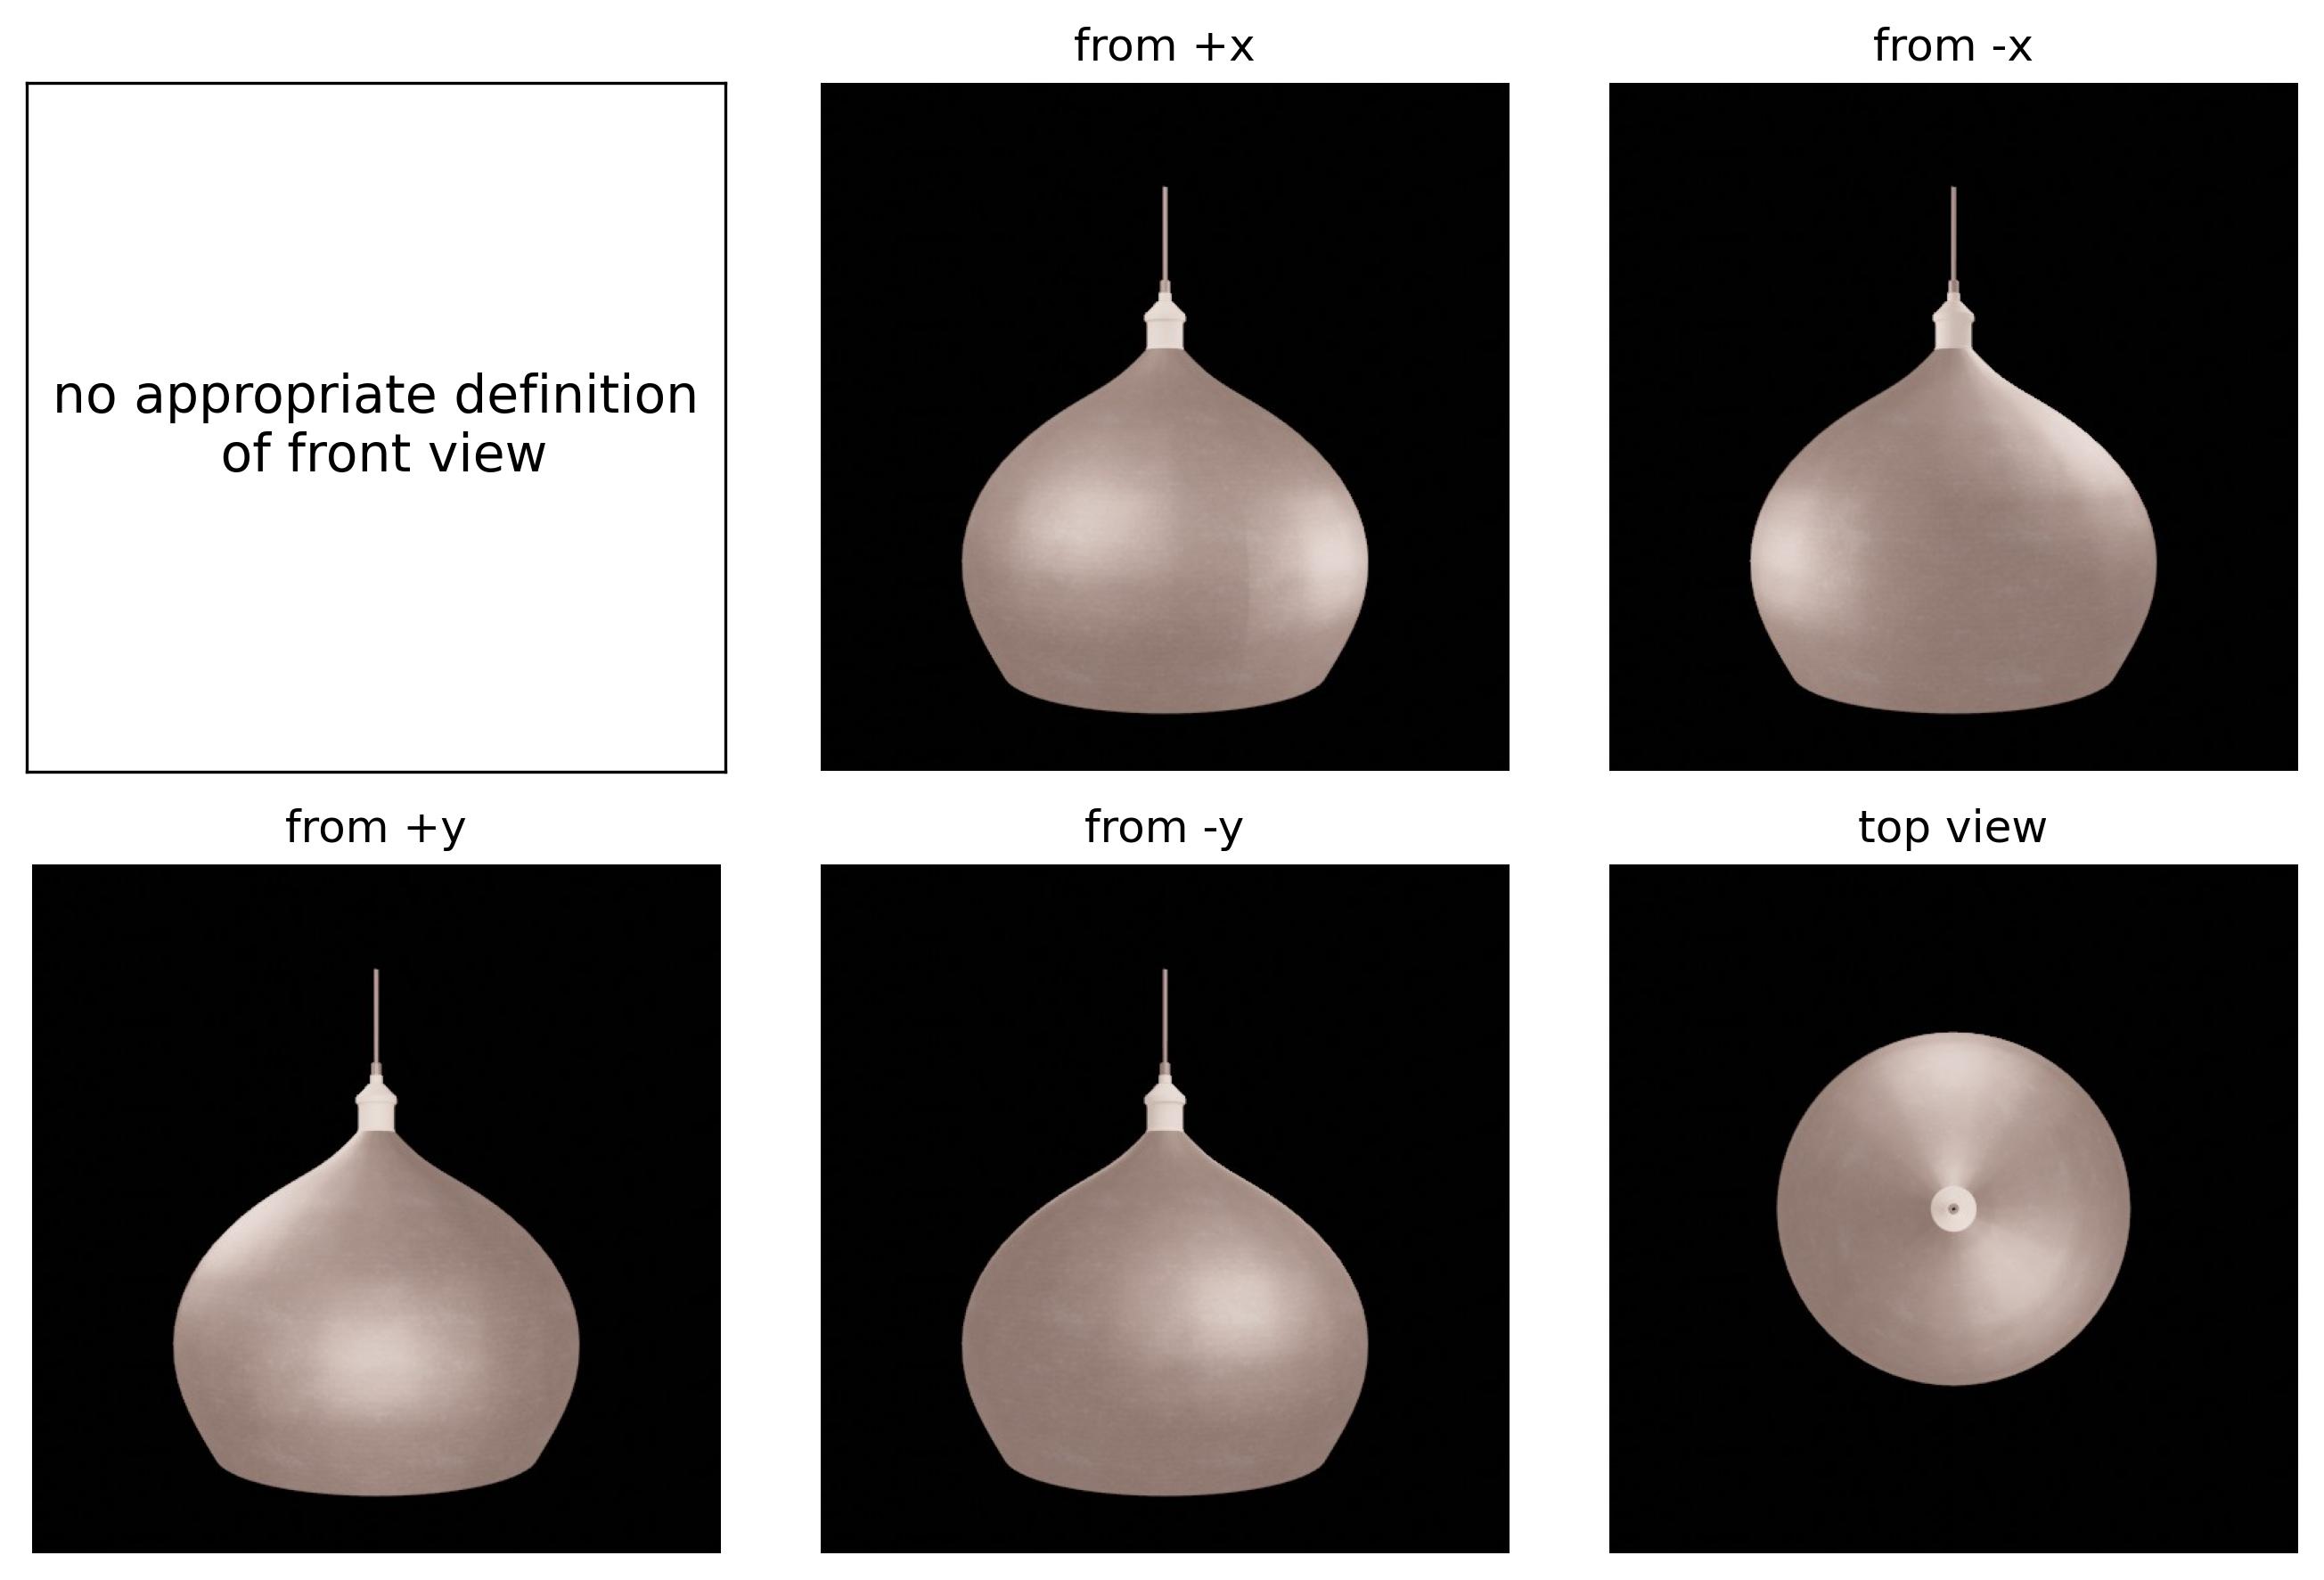 from +x
from -x
no appropriate definition
of front view
from +y
from -y
top view